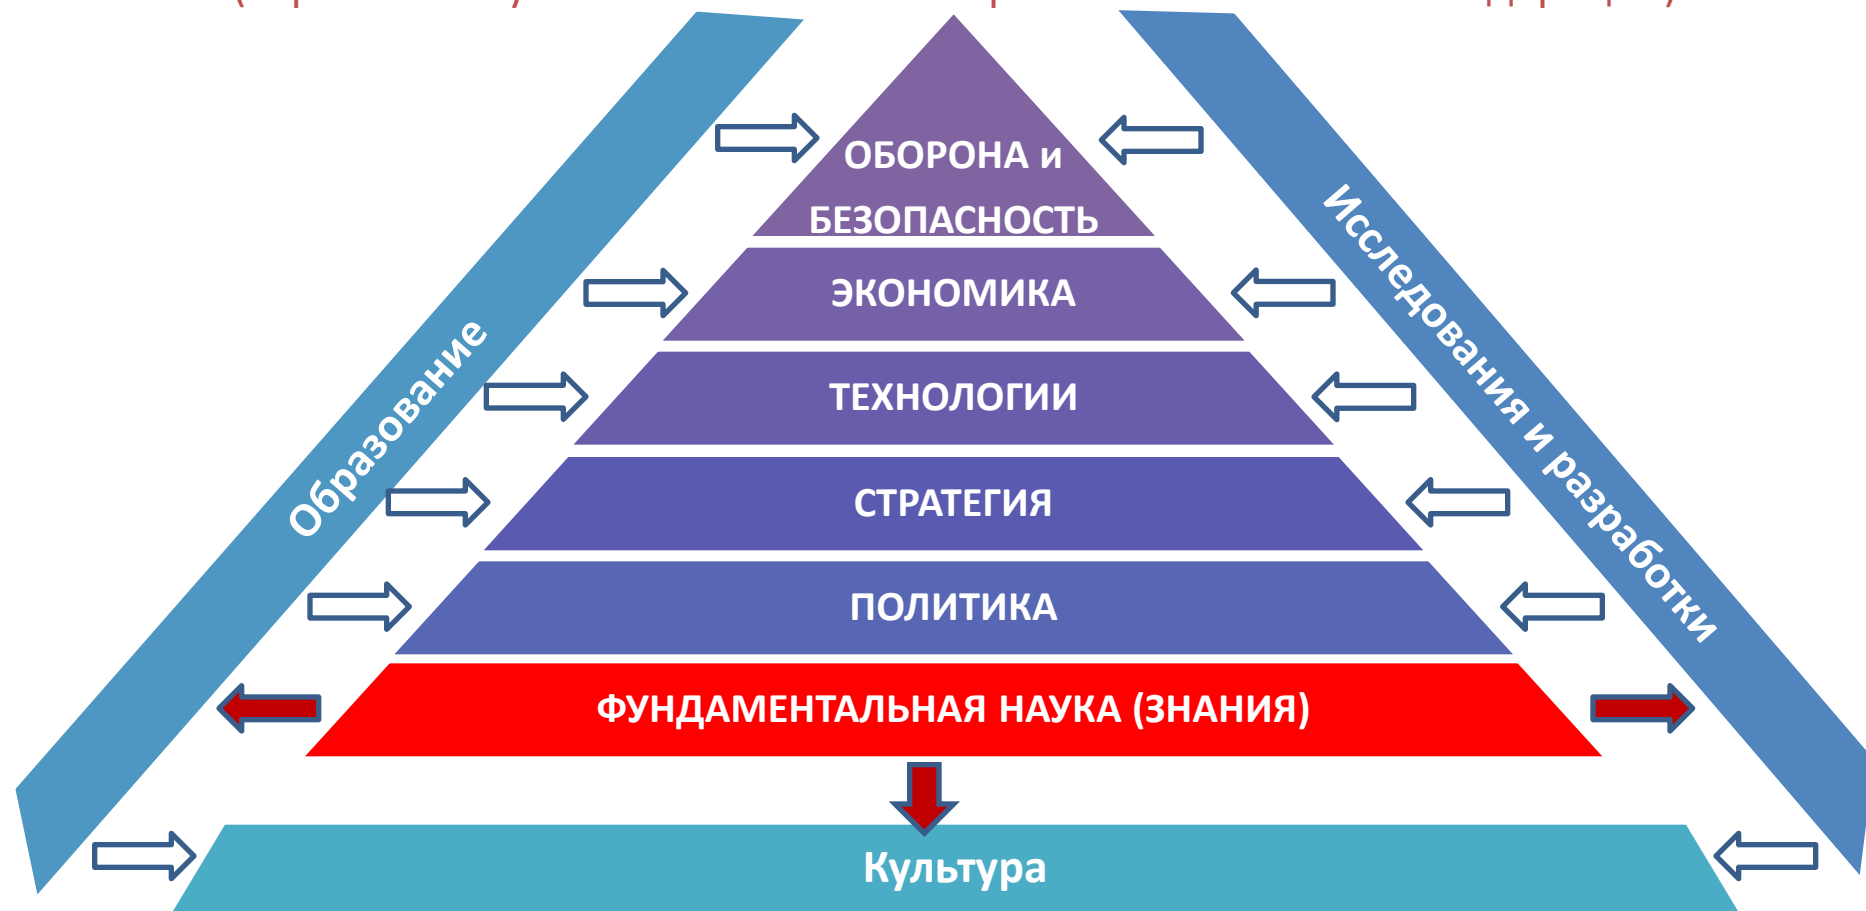 ОБОРОНА и
БЕЗОПАСНОСТЬ
ЭКОНОМИКА
ТЕХНОЛОГИИ
СТРАТЕГИЯ
ПОЛИТИКА
ФУНДАМЕНТАЛЬНАЯ НАУКА (ЗНАНИЯ)
Культура
Образование
Исследования и разработки